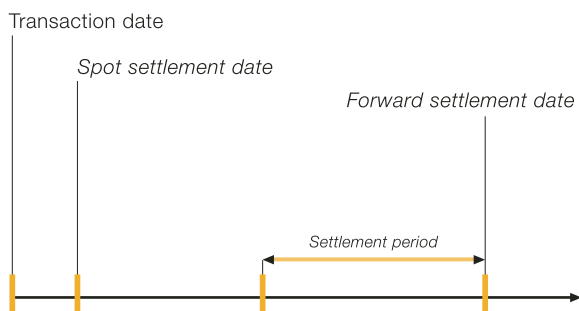 Transaction date
Spot settlement date
Forward settlement date
Settlement period